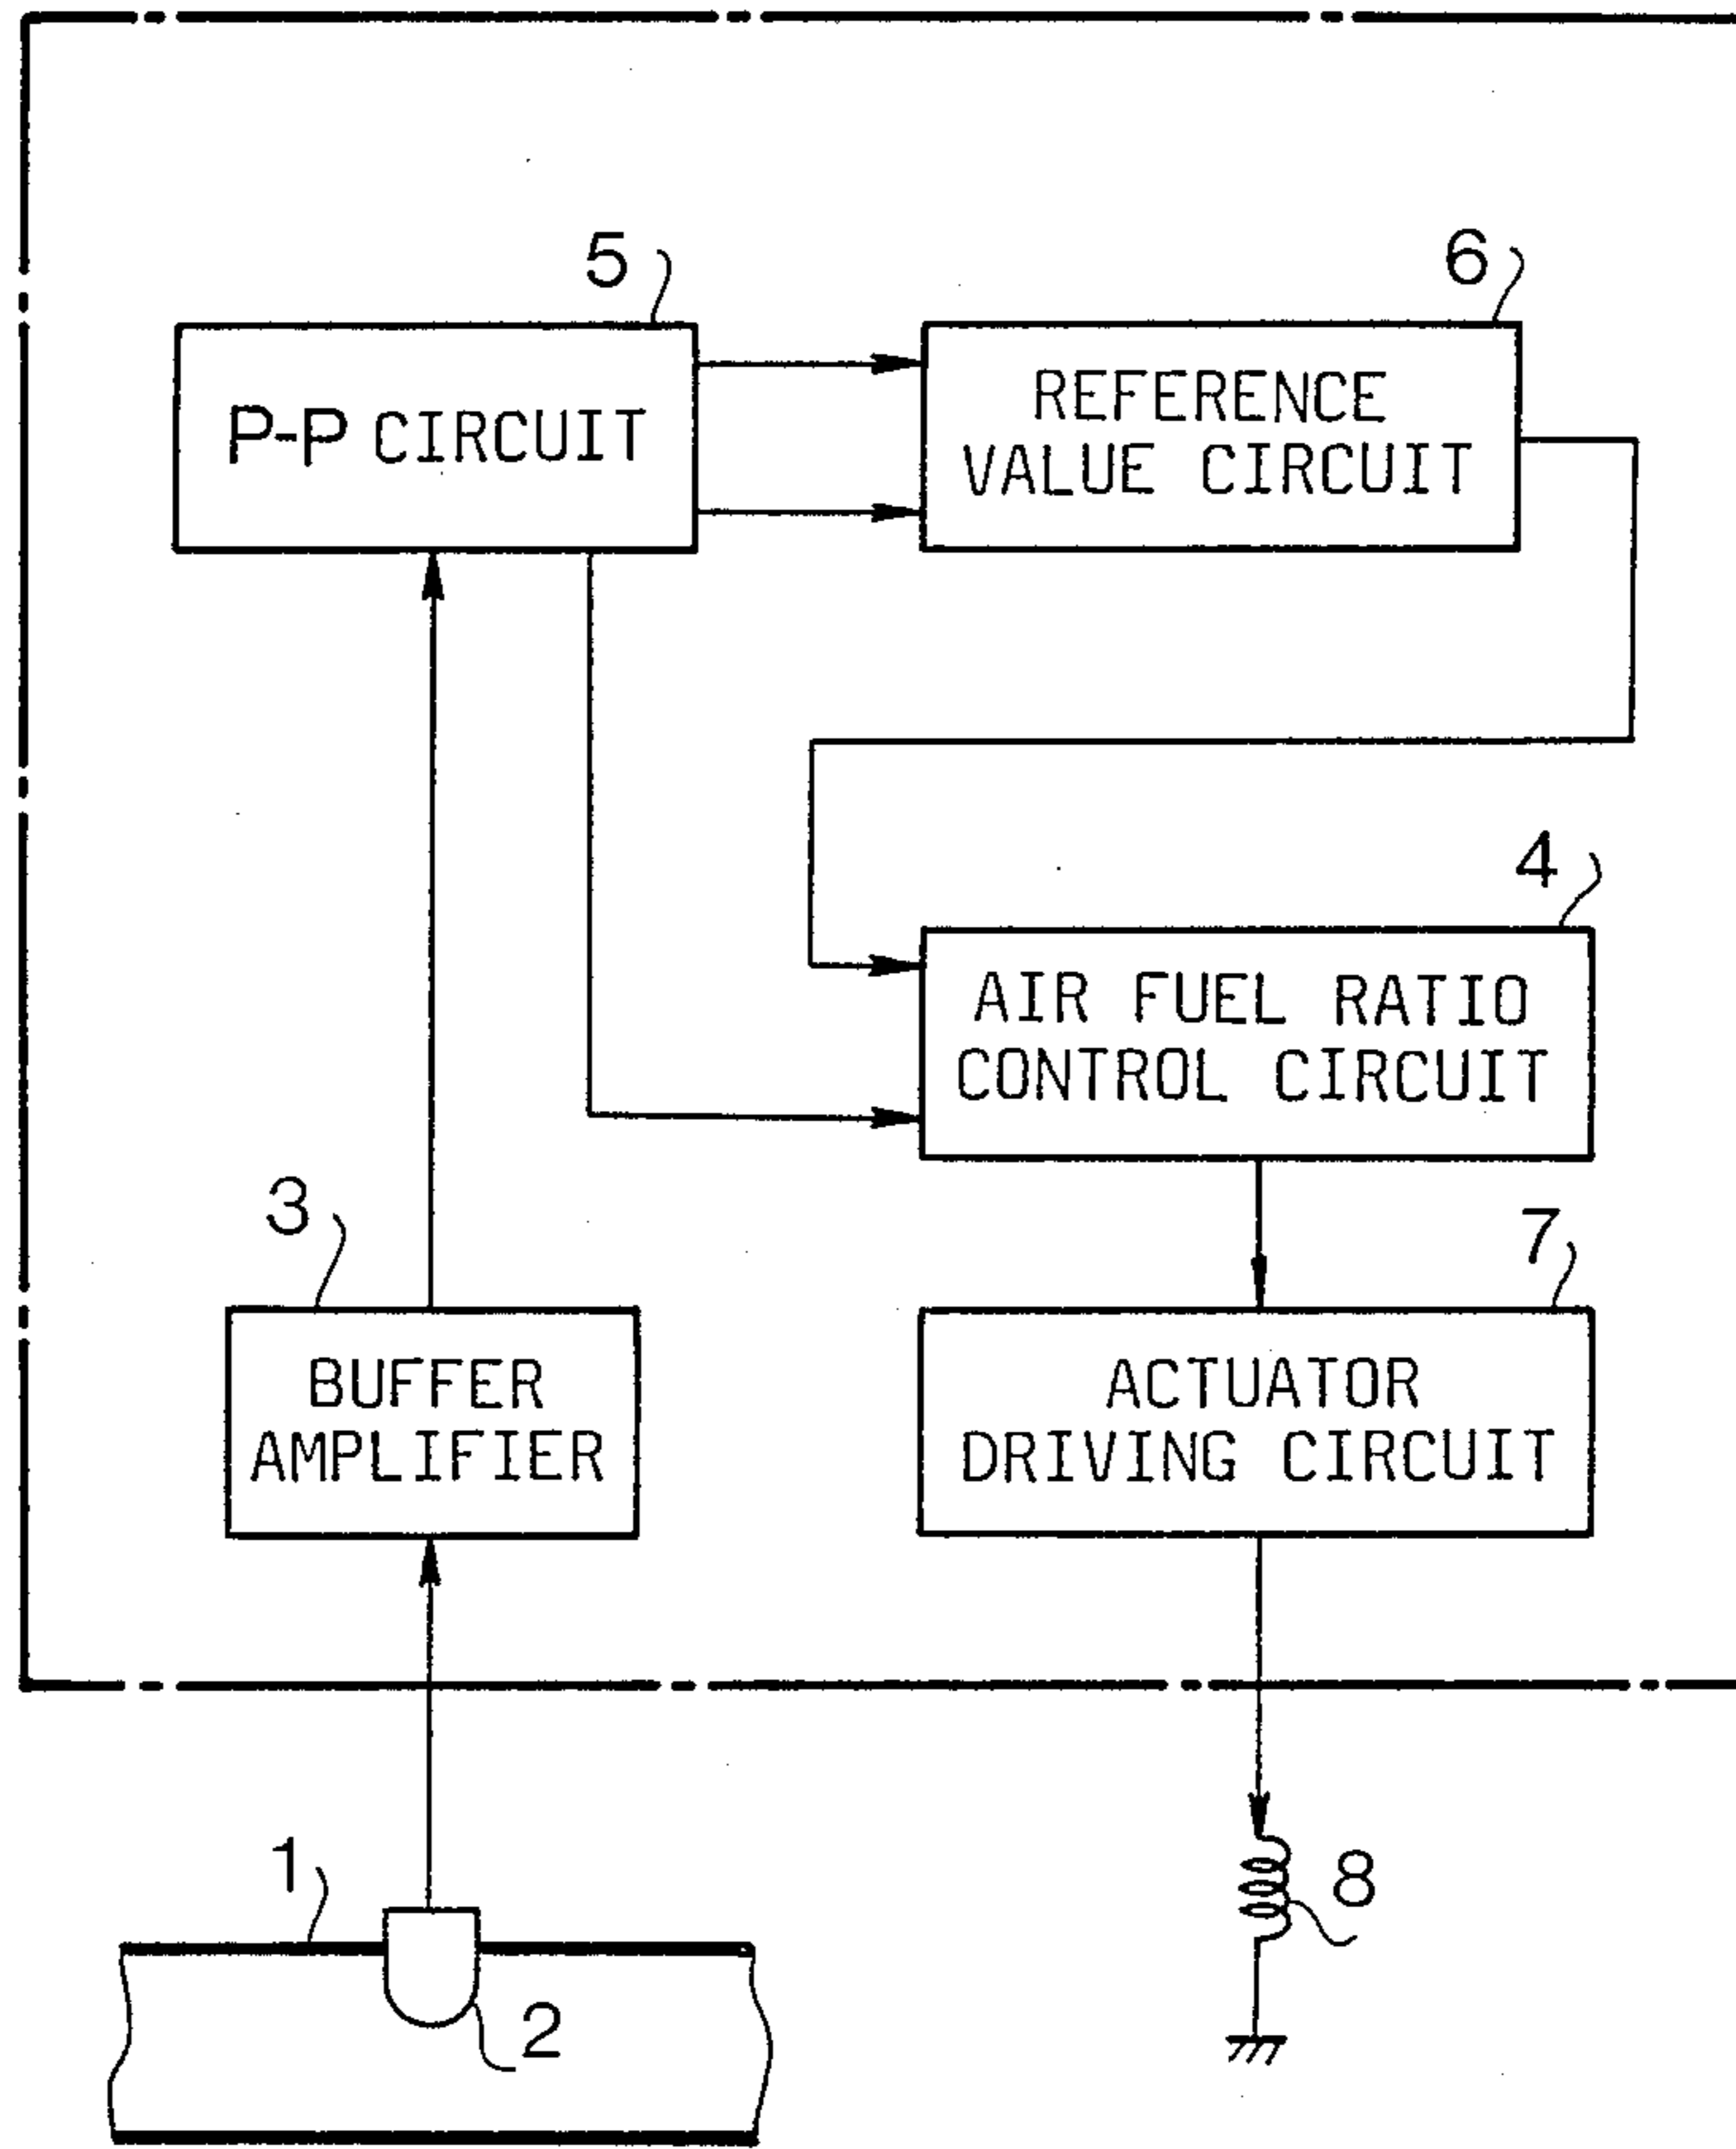 5
6
P-P CIRCUIT
REFERENCE
VALUE CIRCUIT
4
AIR FUEL RATIO
CONTROL CIRCUIT
3
7
BUFFER
AMPLIFIER
ACTUATOR
DRIVING CIRCUIT
1
8
2